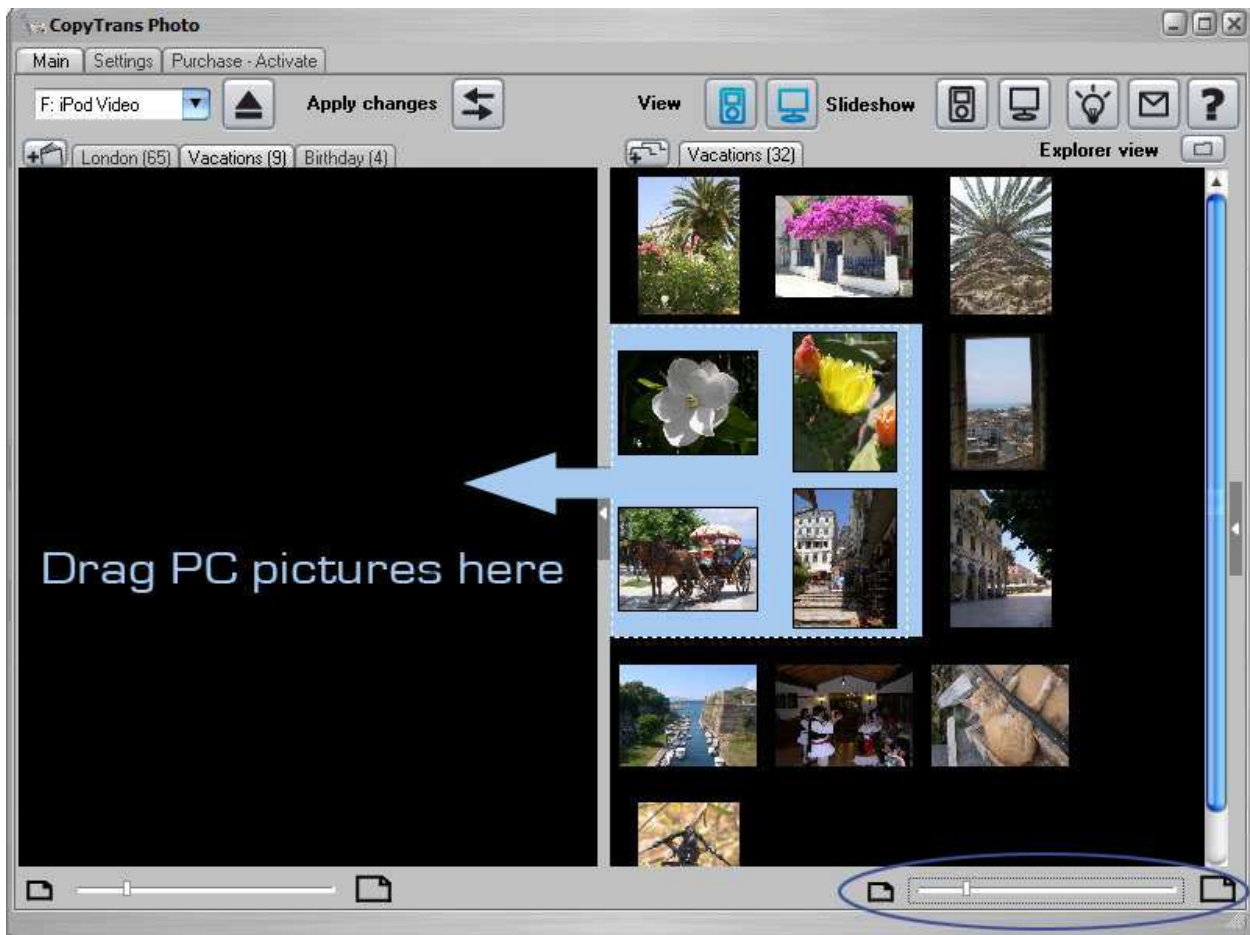 CopyTrans Photo
Main Settings Purchase - Activate
F: iPod Video Apply changes View Slideshow ?
London (65) Vacations (9) Birthday (4) Vacations (32) Explorer view
Drag PC pictures here